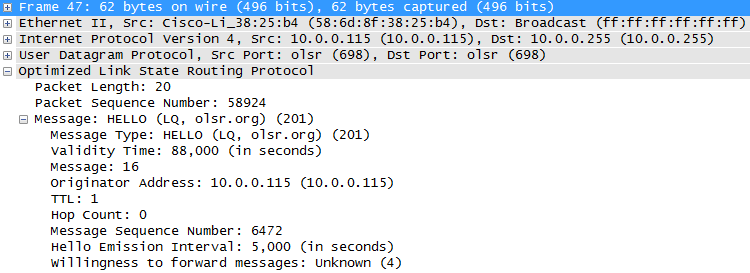 Frame 47: 62 bytes on wire (496 bits), 62 bytes captured (496 bits)
Ethernet II, Src: Cisco-Li_38:25:b4 (58:6d:8f:38:25:b4), Dst: Broadcast (ff:ff:ff:ff:ff:ff)
Internet Protocol Version 4, Src: 10.0.0.115 (10.0.0.115), Dst: 10.0.0.255 (10.0.0.255)
User Datagram Protocol, Src Port: olsr (698), Dst Port: olsr (698)
Optimized Link State Routing Protocol
Packet Length: 20
Packet Sequence Number: 58924
Message: HELLO (LQ, olsr.org) (201)
Message Type: HELLO (LQ, olsr.org) (201)
Validity Time: 88,000 (in seconds)
Message: 16
Originator Address: 10.0.0.115 (10.0.0.115)
TTL: 1
Hop Count: 0
Message Sequence Number: 6472
Hello Emission Interval: 5,000 (in seconds)
Willingness to forward messages: Unknown (4)